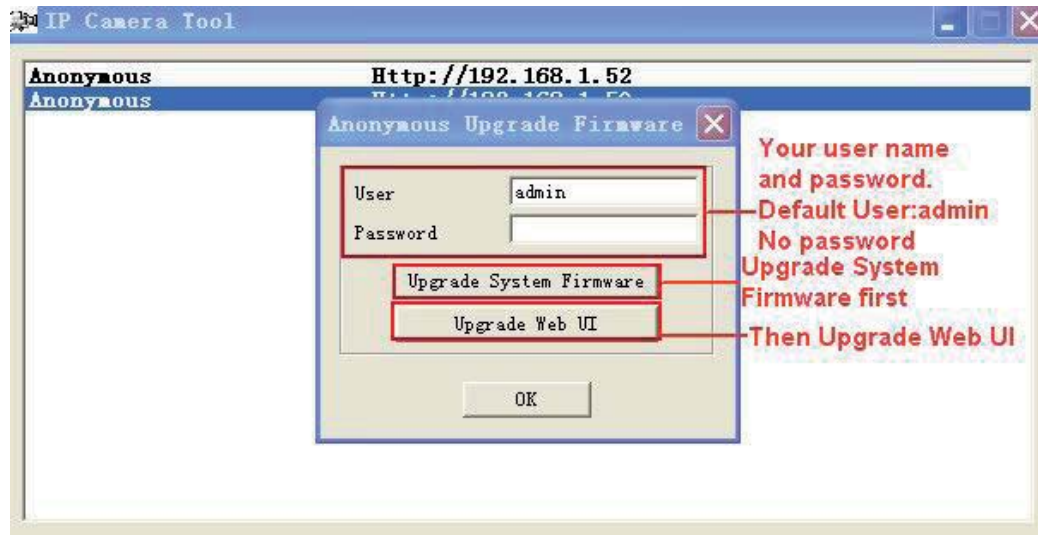 IP Camera Tool
Anonymous Http://192.168.1.52
Anonymous
Anonymous Upgrade Firmware
User admin
Password
Upgrade System Firmware
Upgrade Web UI
OK
Your user name
and password.
Default User:admin
No password
Upgrade System
Firmware first
Then Upgrade Web UI